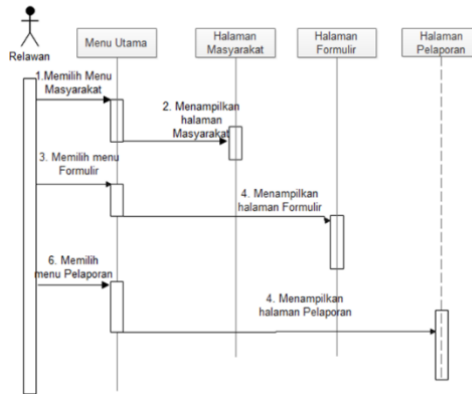 Relawan
Menu Utama
Halaman
Masyarakat
Halaman
Formulir
Halaman
Pelaporan
1.Memilih Menu
Masyarakat
2. Menampilkan
halaman
Masyarakat
3. Memilih menu
Formulir
4. Menampilkan
halaman Formulir
6. Memilih
menu Pelaporan
4. Menampilkan
halaman Pelaporan